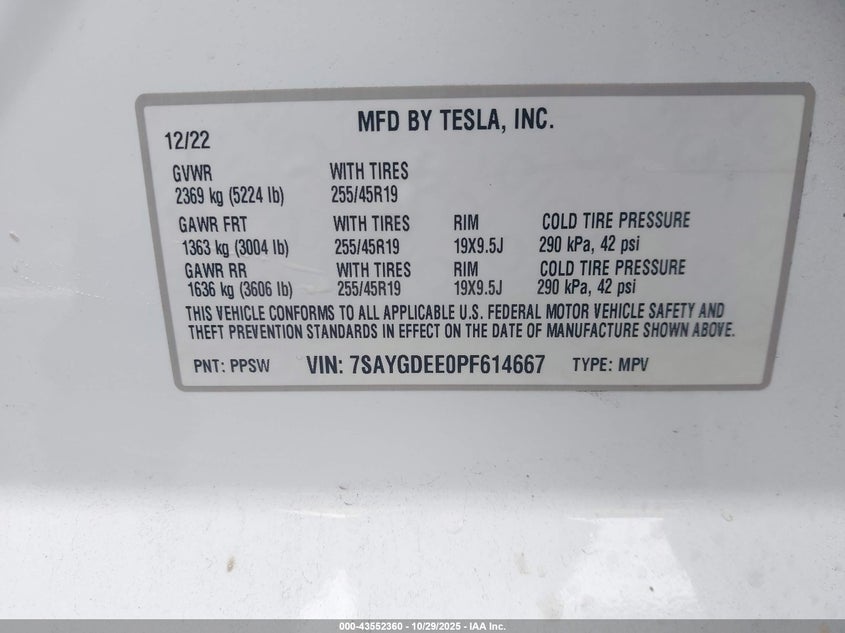 MFD BY TESLA, INC.
12/22
GVWR WITH TIRES
2369 kg (5224 lb) 255/45R19
GAWR FRT WITH TIRES RIM COLD TIRE PRESSURE
1363 kg (3004 lb) 255/45R19 19X9.5J 290 kPa, 42 psi
GAWR RR WITH TIRES RIM COLD TIRE PRESSURE
1636 kg (3606 lb) 255/45R19 19X9.5J 290 kPa, 42 psi
THIS VEHICLE CONFORMS TO ALL APPLICABLE U.S. FEDERAL MOTOR VEHICLE SAFETY AND
THEFT PREVENTION STANDARDS IN EFFECT ON THE DATE OF MANUFACTURE SHOWN ABOVE.
PNT: PPSW VIN: 7SAYGDEE0PF614667 TYPE: MPV
000-43552360 - 10/29/2025 - IAA Inc.